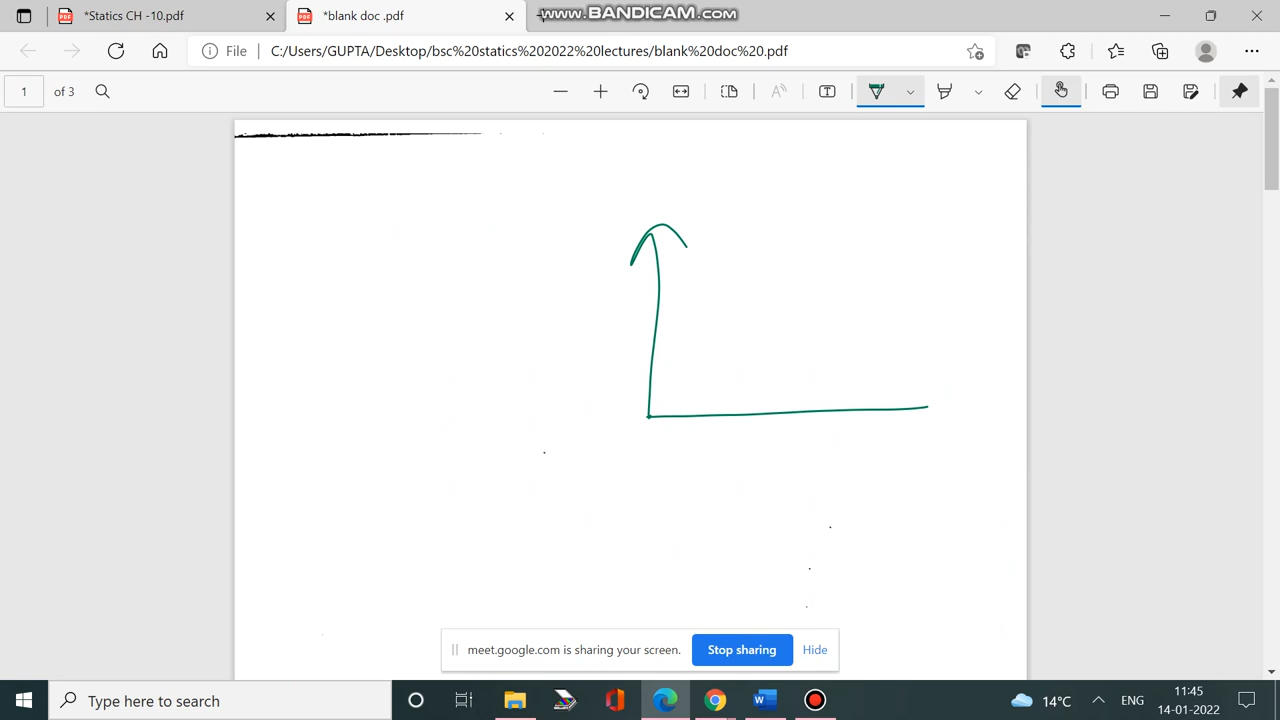 *Statics CH -10.pdf
*blank doc .pdf
www.BANDICAM.com
File
C:/Users/GUPTA/Desktop/bsc%20statics%202022%20lectures/blank%20doc%20.pdf
1 of 3
meet.google.com is sharing your screen.
Stop sharing
Hide
Type here to search
14°C
ENG
11:45
14-01-2022